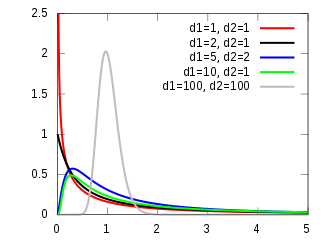 2.5
d1=1, d2=1
2
d1=2, d2=1
d1=5, d2=2
d1=10, d2=1
1.5
d1=100, d2=100
1
0.5
0
0 1 2 3 4 5